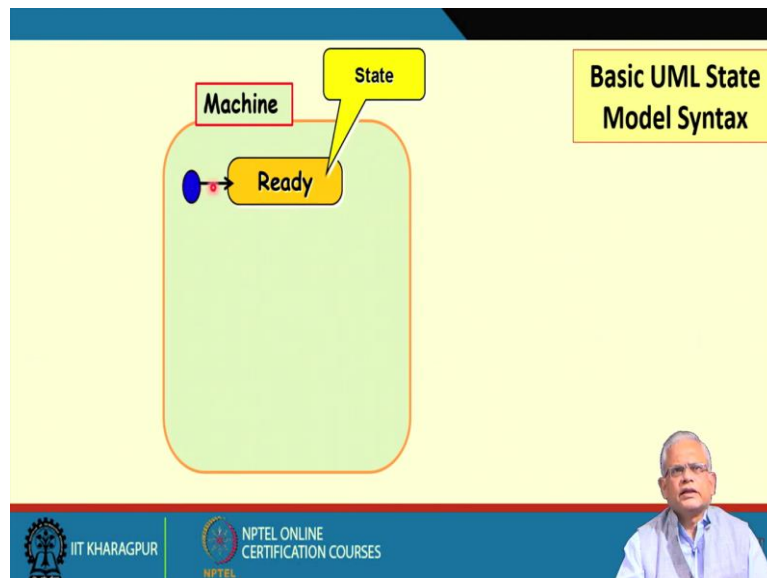 State
Machine
Ready
Basic UML State
Model Syntax
IIT KHARAGPUR
NPTEL ONLINE
CERTIFICATION COURSES
NPTEL